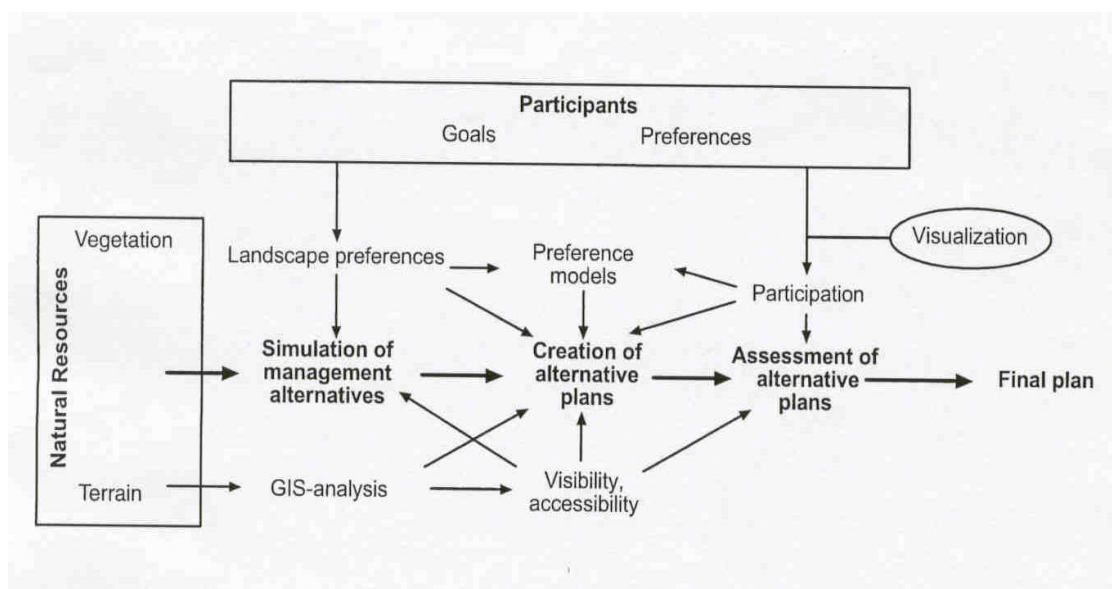 Participants
Goals Preferences
Vegetation
Natural Resources
Terrain
Landscape preferences
Preference
models
Participation
Visualization
Simulation of
management
alternatives
Creation of
alternative
plans
Assessment of
alternative
plans
Final plan
GIS-analysis
Visibility,
accessibility